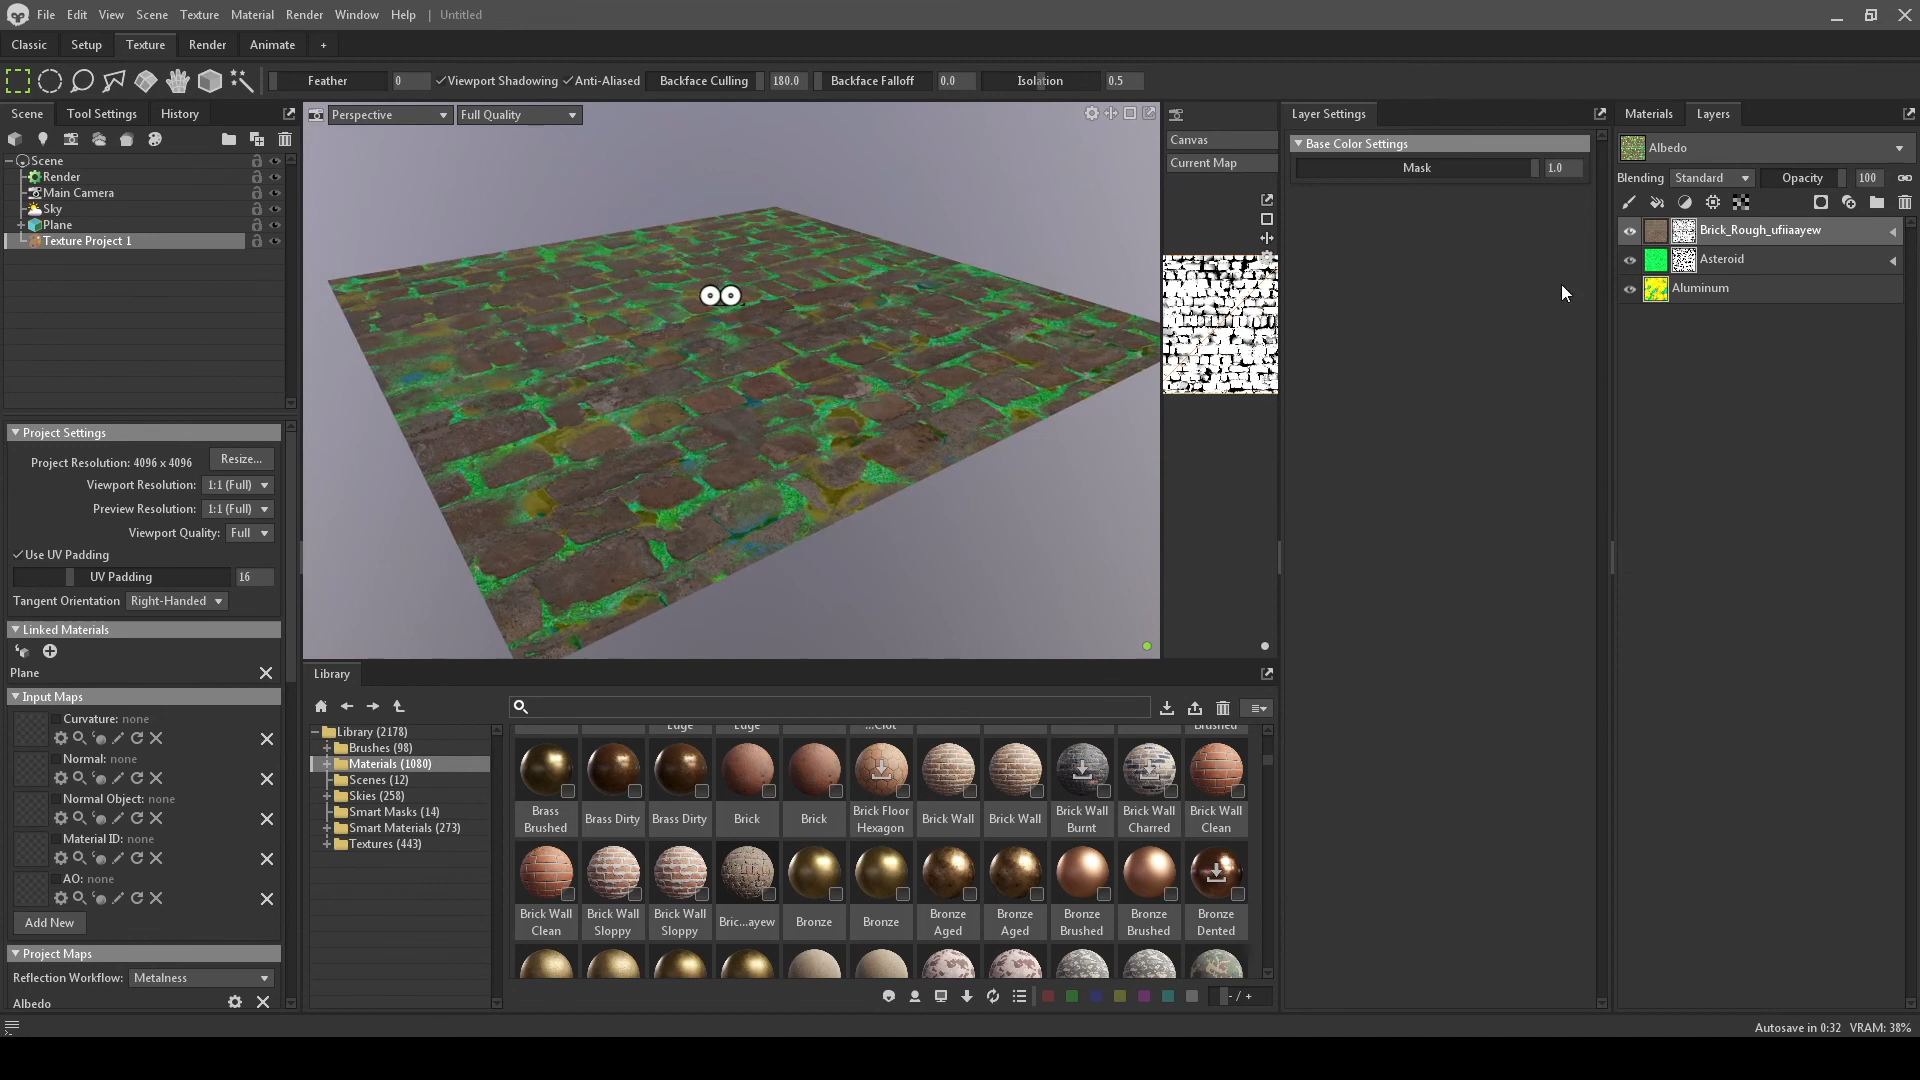 File Edit View Scene Texture Material Render Window Help | Untitled
Classic Setup Texture Render Animate +
Feather 0 Viewport Shadowing Anti-Aliased Backface Culling 180.0 Backface Falloff 0.0 Isolation 0.5
Scene Tool Settings History
Scene
Render
Main Camera
Sky
Plane
Texture Project 1
Project Settings
Project Resolution: 4096 x 4096 Resize...
Viewport Resolution: 1:1 (Full)
Preview Resolution: 1:1 (Full)
Viewport Quality: Full
Use UV Padding
UV Padding 16
Tangent Orientation Right-Handed
Linked Materials
Plane
Input Maps
Curvature: none
Normal: none
Normal Object: none
Material ID: none
AO: none
Add New
Project Maps
Reflection Workflow: Metalness
Albedo
Perspective Full Quality
Canvas
Current Map
Library
Library (2178)
Brushes (98)
Materials (1080)
Scenes (12)
Skies (258)
Smart Masks (14)
Smart Materials (273)
Textures (443)
Edge Edge ...Clot Brushed
Brass Brushed
Brass Dirty
Brass Dirty
Brick
Brick
Brick Floor Hexagon
Brick Wall
Brick Wall
Brick Wall Burnt
Brick Wall Charred
Brick Wall Clean
Brick Wall Clean
Brick Wall Sloppy
Brick Wall Sloppy
Bric...ayew
Bronze
Bronze
Bronze Aged
Bronze Aged
Bronze Brushed
Bronze Brushed
Bronze Dented
- / +
Layer Settings
Base Color Settings
Mask 1.0
Materials Layers
Albedo
Blending Standard Opacity 100
Brick_Rough_ufiiaayew
Asteroid
Aluminum
Autosave in 0:32 VRAM: 38%